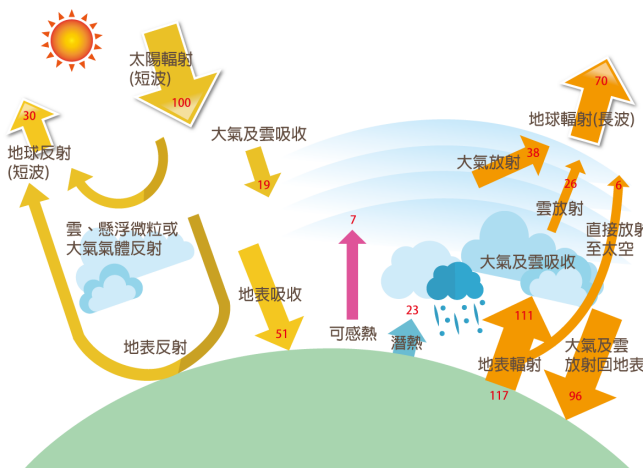 太陽輻射
(短波)
100
30
地球反射
(短波)
大氣及雲吸收
19
雲、懸浮微粒或
大氣氣體反射
地表吸收
51
地表反射
7
可感熱
23
潛熱
70
地球輻射(長波)
大氣放射
38
26
雲放射
6
直接放射
至太空
大氣及雲吸收
111
地表輻射
117
大氣及雲
放射回地表
96